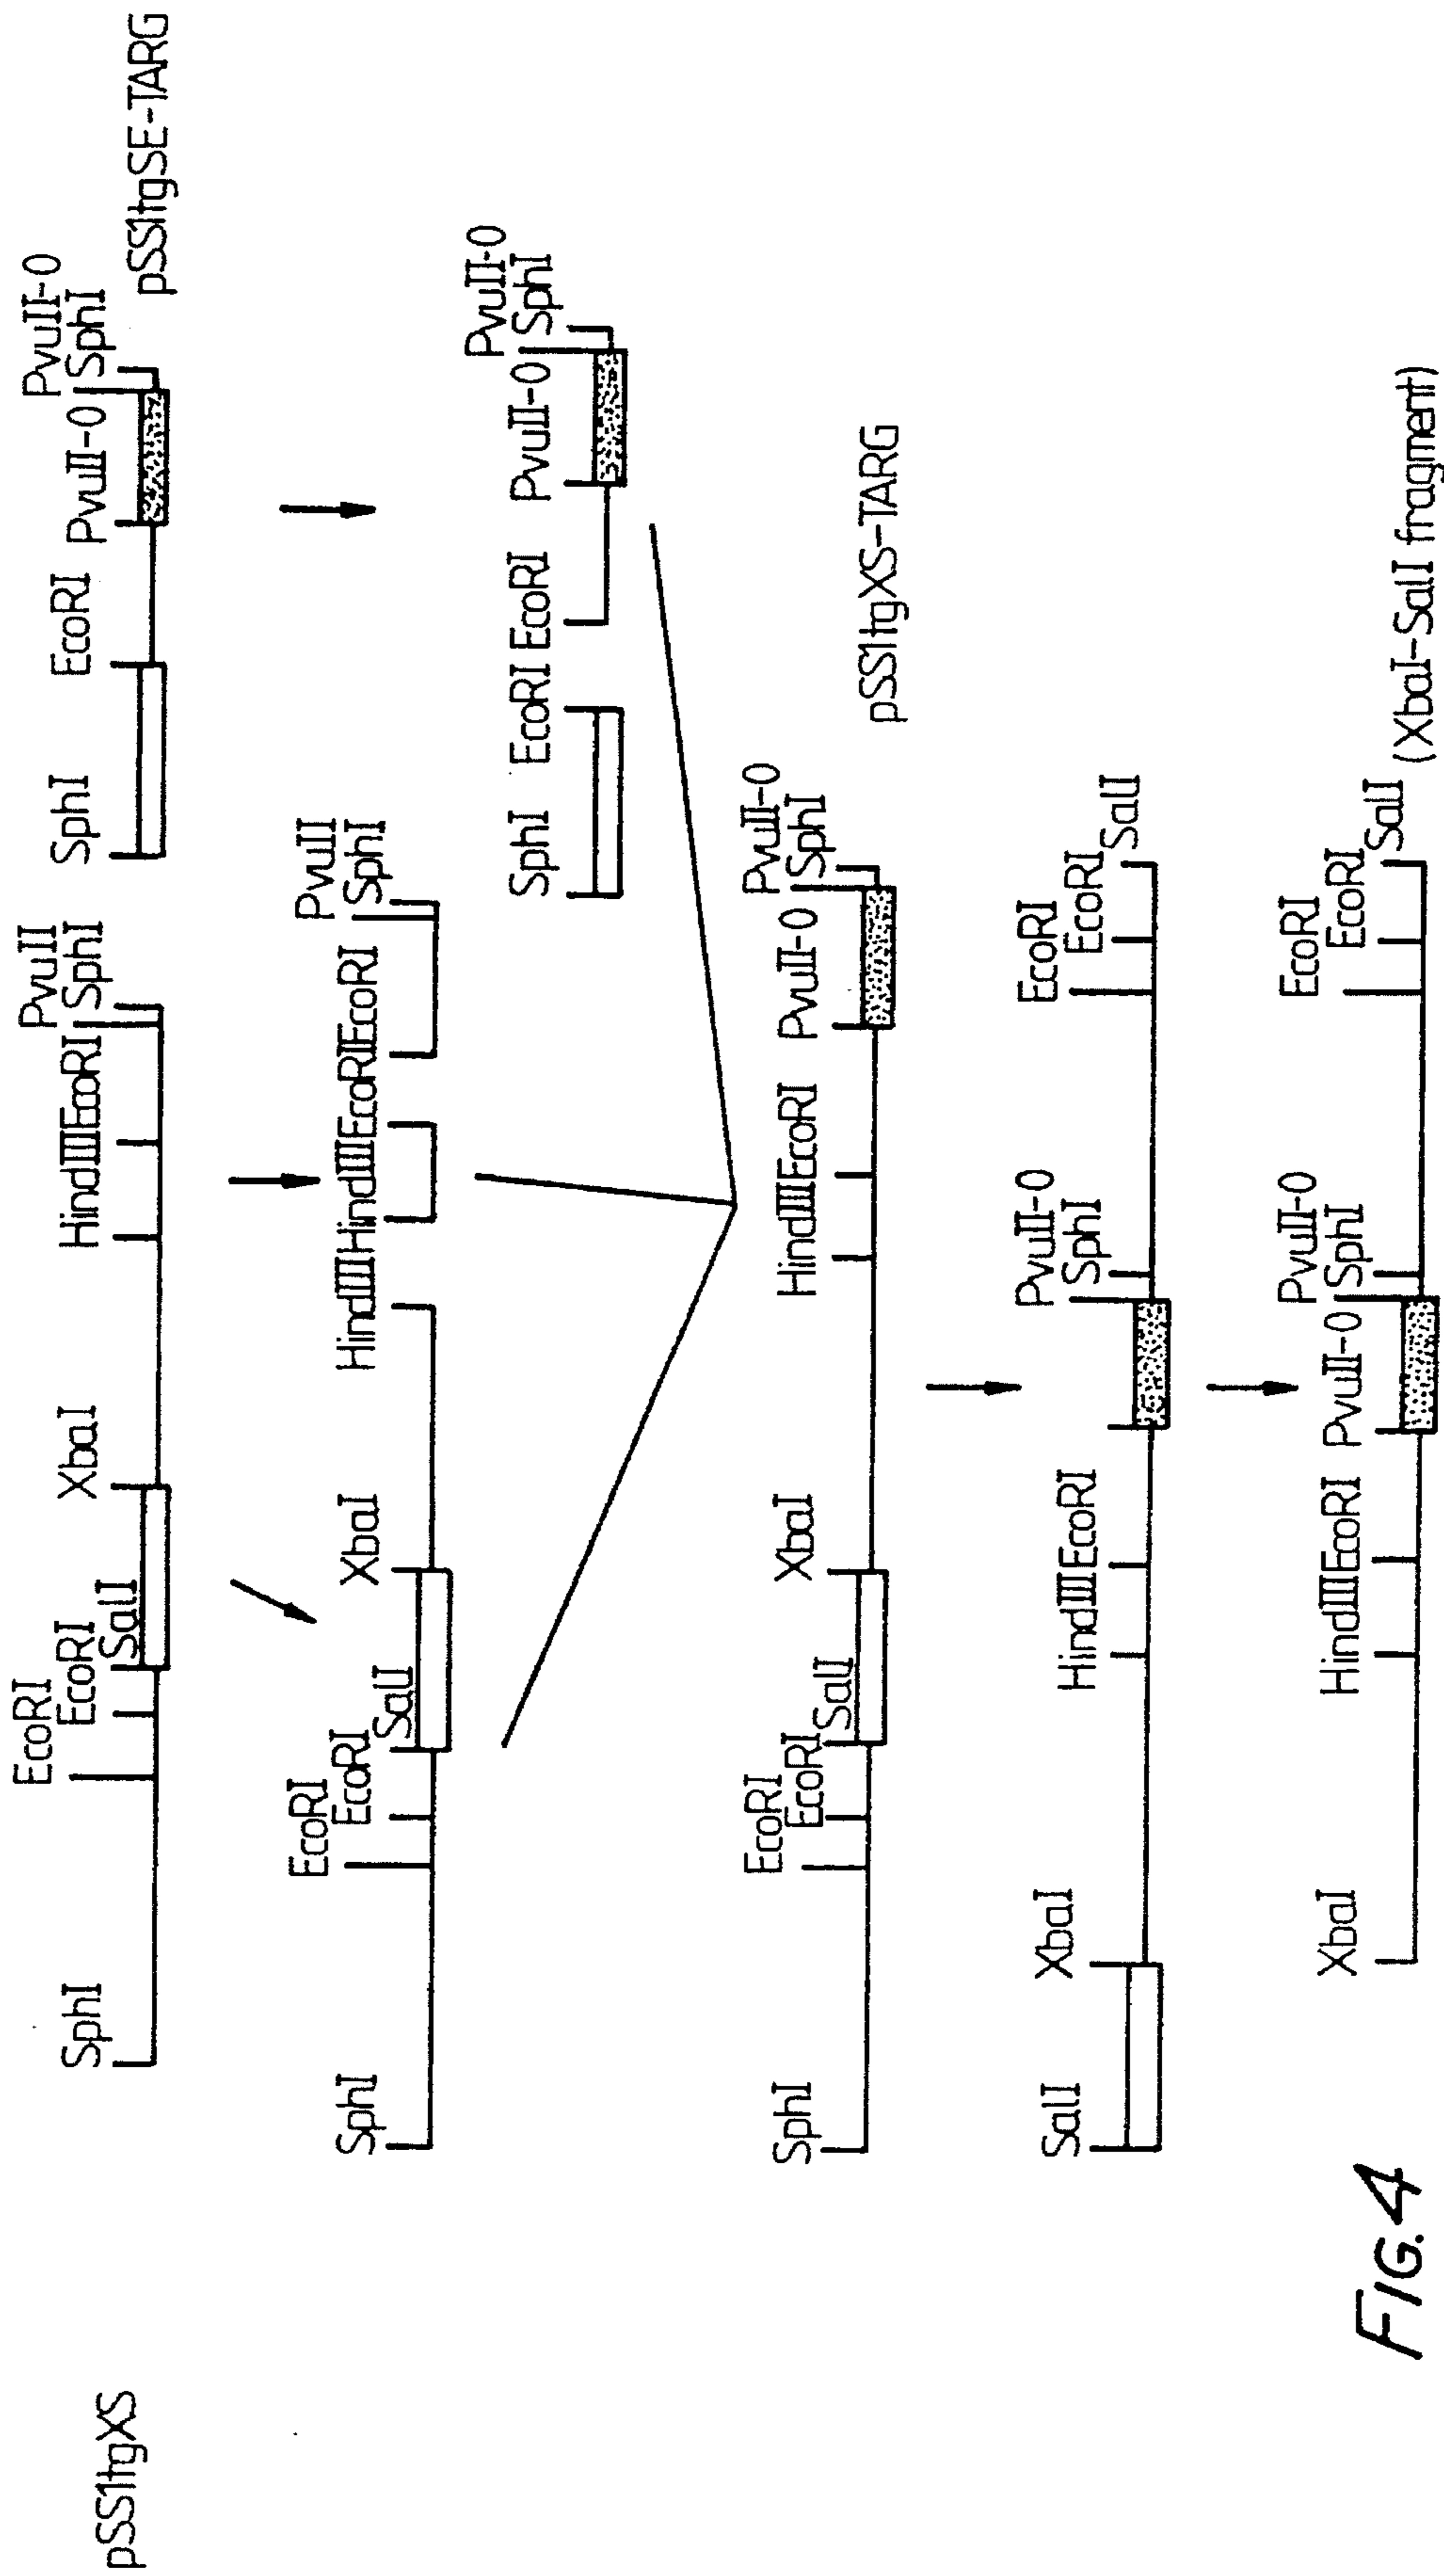 pSS1tgXS
SphI EcoRI EcoRI SalI XbaI HindIII EcoRI PvuII SphI
SphI EcoRI PvuII-0 PvuII-0 SphI
pSS1tgSE-TARG
SphI EcoRI EcoRI SalI XbaI HindIII HindIII EcoRI EcoRI PvuII SphI
SphI EcoRI EcoRI PvuII-0 PvuII-0 SphI
SphI EcoRI EcoRI SalI XbaI HindIII EcoRI PvuII-0 PvuII-0 SphI
pSS1tgXS-TARG
SalI XbaI HindIII EcoRI PvuII-0 SphI EcoRI EcoRI SalI
XbaI HindIII EcoRI PvuII-0 PvuII-0 SphI EcoRI EcoRI SalI
(XbaI-SalI fragment)
FIG. 4